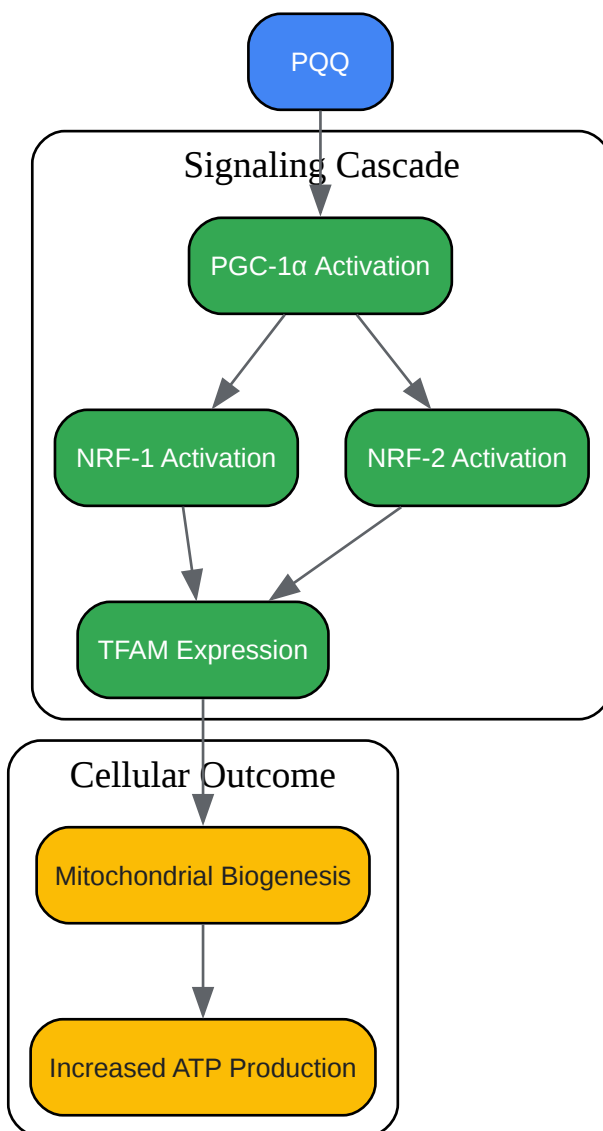 PQQ
Signaling Cascade
PGC-1α Activation
NRF-1 Activation
NRF-2 Activation
TFAM Expression
Cellular Outcome
Mitochondrial Biogenesis
Increased ATP Production